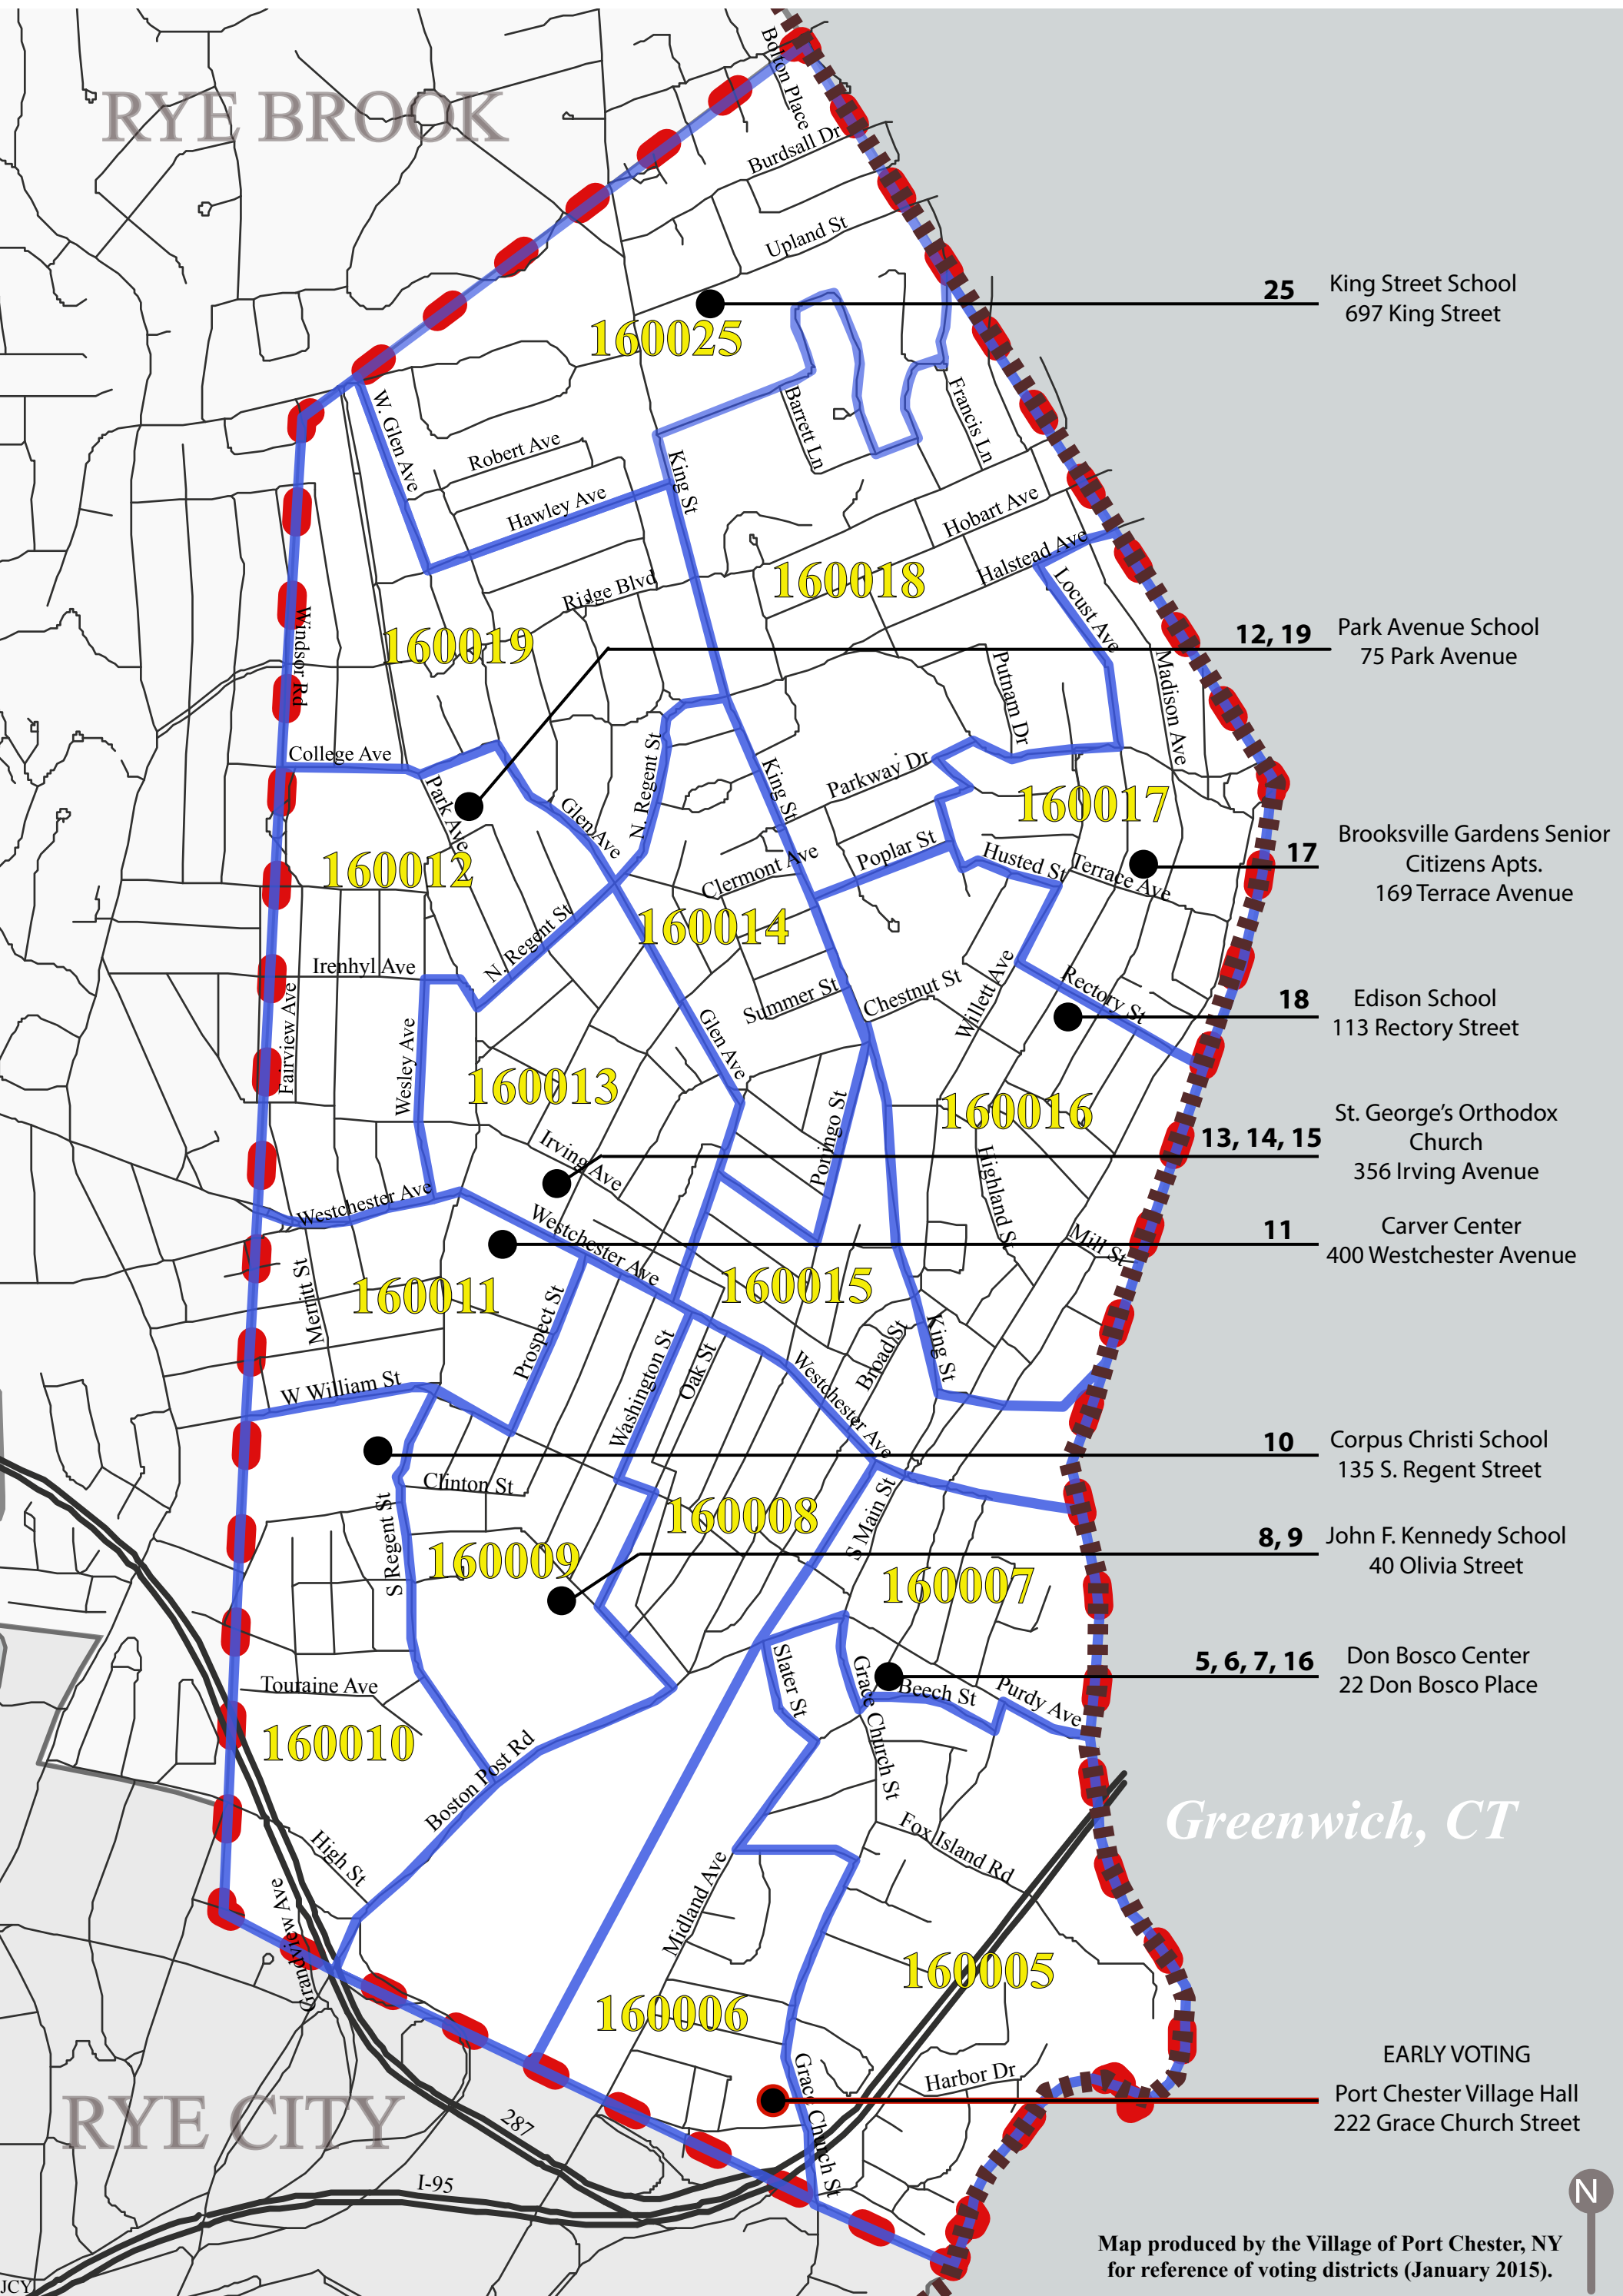 RYE BROOK
Bolton Place
Burdsall Dr
Upland St
25
King Street School
697 King Street
160025
W. Glen Ave
Robert Ave
Hawley Ave
King St
Barrett Ln
Francis Ln
Hobart Ave
Halstead Ave
Locust Ave
160018
Ridge Blvd
Windsor Rd
160019
12, 19
Park Avenue School
75 Park Avenue
Putnam Dr
Madison Ave
College Ave
Park Ave
Glen Ave
N. Regent St
King St
Parkway Dr
160017
160012
Clermont Ave
Poplar St
Husted St
Terrace Ave
17
Brooksville Gardens Senior
Citizens Apts.
169 Terrace Avenue
160014
N. Regent St
Irenhyl Ave
Fairview Ave
Wesley Ave
Summer St
Chestnut St
Willett Ave
Rectory St
18
Edison School
113 Rectory Street
Glen Ave
160013
160016
Poningo St
Irving Ave
13, 14, 15
St. George's Orthodox
Church
356 Irving Avenue
Highland St
Mill St
Westchester Ave
Westchester Ave
11
Carver Center
400 Westchester Avenue
Merritt St
160011
160015
Prospect St
Washington St
Oak St
Broad St
King St
Westchester Ave
W William St
10
Corpus Christi School
135 S. Regent Street
Clinton St
S Regent St
160008
S Main St
8, 9
John F. Kennedy School
40 Olivia Street
160009
160007
5, 6, 7, 16
Don Bosco Center
22 Don Bosco Place
Slater St
Grace Church St
Beech St
Purdy Ave
Touraine Ave
160010
Boston Post Rd
High St
Greenwich, CT
Fox Island Rd
Midland Ave
Grandview Ave
160005
160006
EARLY VOTING
Port Chester Village Hall
222 Grace Church Street
Harbor Dr
Grace Church St
RYE CITY
287
I-95
N
Map produced by the Village of Port Chester, NY
for reference of voting districts (January 2015).
JCY